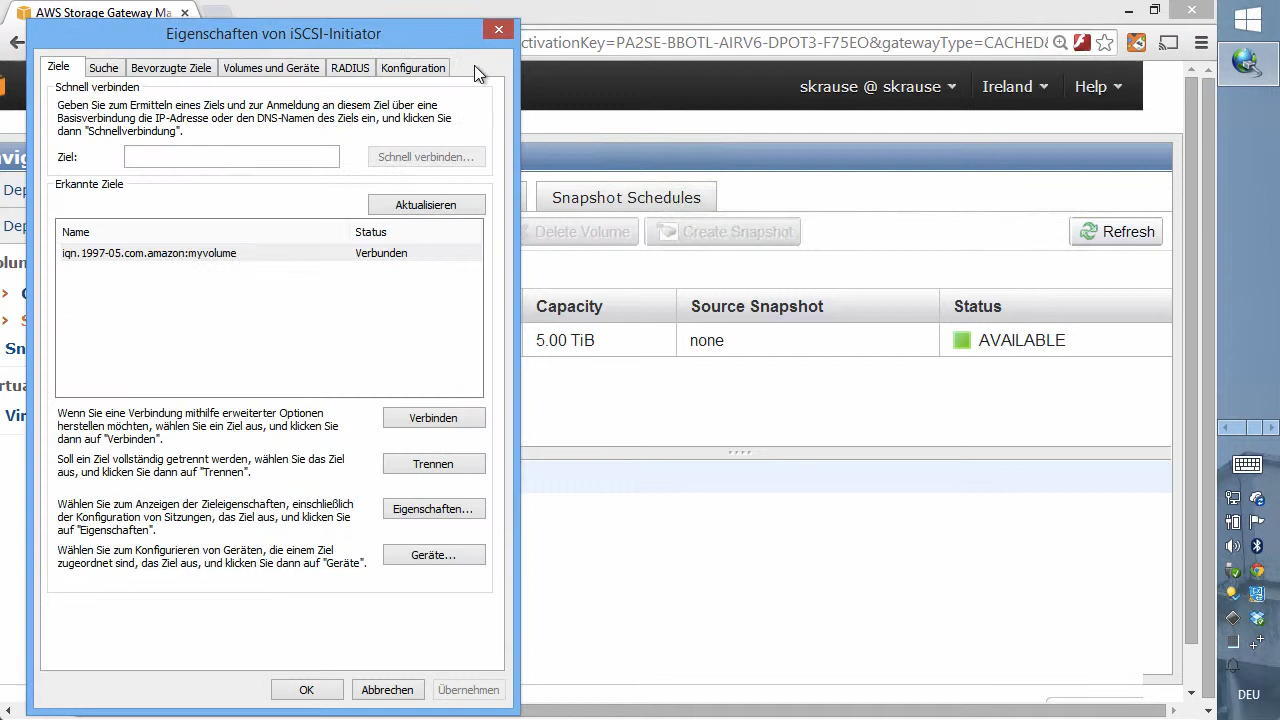 AWS Storage Gateway Ma
Eigenschaften von iSCSI-Initiator
ctivationKey=PA2SE-BBOTL-AIRV6-DPOT3-F75EO&gatewayType=CACHED&
Ziele
Suche
Bevorzugte Ziele
Volumes und Geräte
RADIUS
Konfiguration
skrause @ skrause
Ireland
Help
Schnell verbinden
Geben Sie zum Ermitteln eines Ziels und zur Anmeldung an diesem Ziel über eine
Basisverbindung die IP-Adresse oder den DNS-Namen des Ziels ein, und klicken Sie
dann "Schnellverbindung".
Ziel:
Schnell verbinden...
Erkannte Ziele
Aktualisieren
Name
Status
iqn.1997-05.com.amazon:myvolume
Verbunden
Wenn Sie eine Verbindung mithilfe erweiterter Optionen
herstellen möchten, wählen Sie ein Ziel aus, und klicken Sie
dann auf "Verbinden".
Verbinden
Soll ein Ziel vollständig getrennt werden, wählen Sie das Ziel
aus, und klicken Sie dann auf "Trennen".
Trennen
Wählen Sie zum Anzeigen der Zieleigenschaften, einschließlich
der Konfiguration von Sitzungen, das Ziel aus, und klicken Sie
auf "Eigenschaften".
Eigenschaften...
Wählen Sie zum Konfigurieren von Geräten, die einem Ziel
zugeordnet sind, das Ziel aus, und klicken Sie dann auf "Geräte".
Geräte...
OK
Abbrechen
Übernehmen
Snapshot Schedules
Delete Volume
Create Snapshot
Refresh
Capacity
Source Snapshot
Status
5.00 TiB
none
AVAILABLE
avig
Dep
Dep
olun
Sn
irtua
Vir
DEU